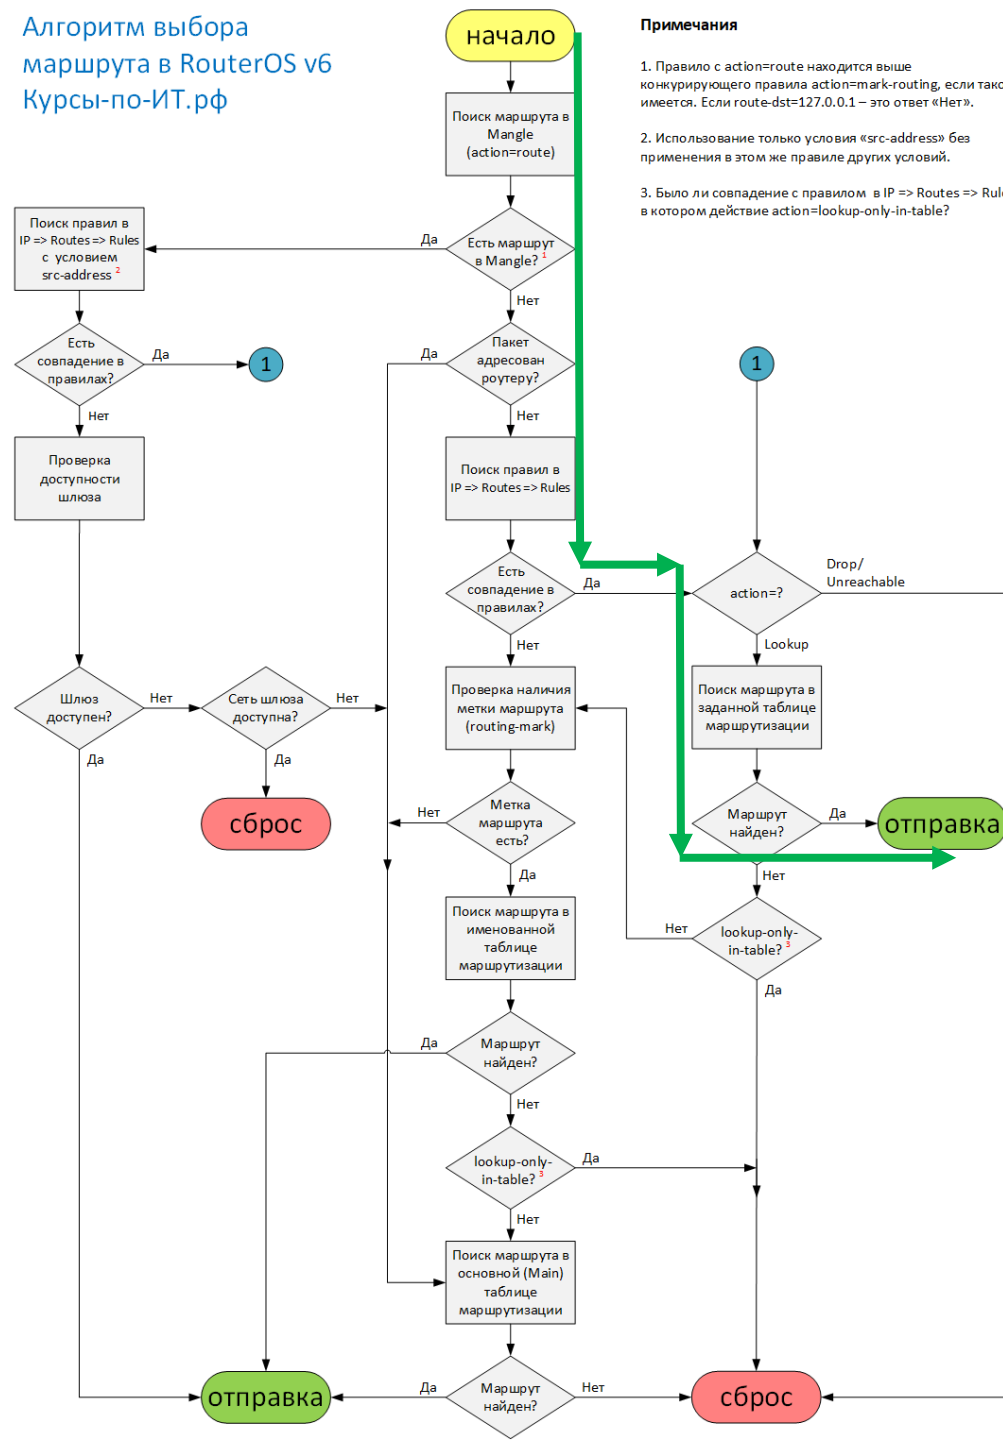 Алгоритм выбора
маршрута в RouterOS v6
Курсы-по-ИТ.рф
начало
Примечания
1. Правило с action=route находится выше
конкурирующего правила action=mark-routing, если тако
имеется. Если route-dst=127.0.0.1 – это ответ «Нет».
2. Использование только условия «src-address» без
применения в этом же правиле других условий.
3. Было ли совпадение с правилом в IP => Routes => Rule
в котором действие action=lookup-only-in-table?
Поиск маршрута в
Mangle
(action=route)
Есть маршрут
в Mangle? 1
Да
Нет
Поиск правил в
IP => Routes => Rules
с условием
src-address 2
Есть
совпадение в
правилах?
Да
1
Нет
Пакет
адресован
роутеру?
Да
Нет
1
Проверка
доступности
шлюза
Поиск правил в
IP => Routes => Rules
Есть
совпадение в
правилах?
Да
Нет
action=?
Drop/
Unreachable
Lookup
Шлюз
доступен?
Нет
Да
Сеть шлюза
доступна?
Нет
Да
сброс
Проверка наличия
метки маршрута
(routing-mark)
Поиск маршрута в
заданной таблице
маршрутизации
Метка
маршрута
есть?
Нет
Да
Маршрут
найден?
Да
отправка
Нет
Поиск маршрута в
именованной
таблице
маршрутизации
lookup-only-
in-table? 3
Нет
Да
Маршрут
найден?
Да
Нет
lookup-only-
in-table? 3
Да
Нет
Поиск маршрута в
основной (Main)
таблице
маршрутизации
Маршрут
найден?
Да
Нет
отправка
сброс